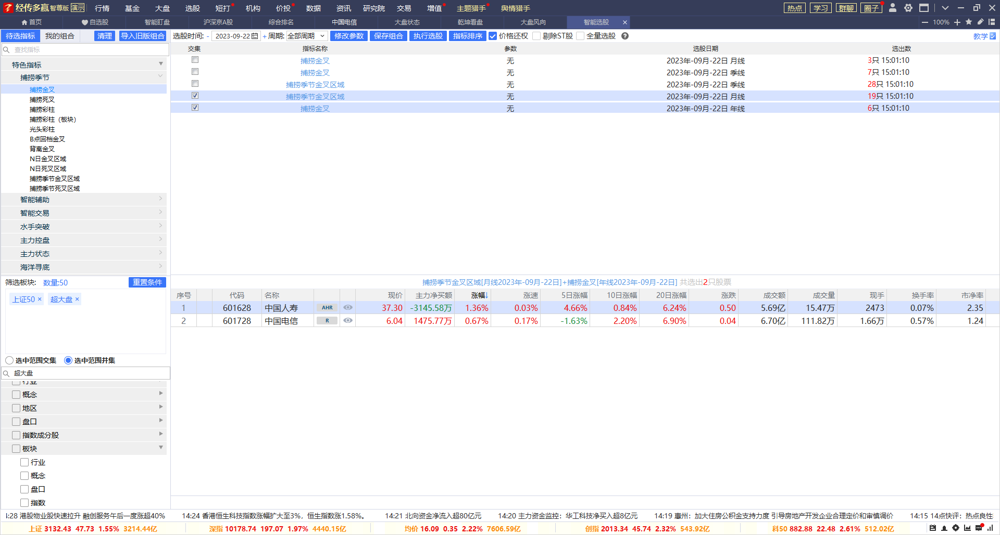 经传多赢 智尊版 演示 行情 基金 大盘 选股 短打 机构 价投 数据 资讯 研究院 交易 增值 主题猎手 舆情猎手 热点 学习 群聊 圈子
首页 自选股 智能盯盘 沪深京A股 综合排名 中国电信 大盘状态 乾坤看盘 大盘风向 智能选股 × 100%
待选指标 我的组合 清理 导入旧版组合 选股时间: - 2023-09-22 + 周期: 全部周期 修改参数 保存组合 执行选股 指标排序 价格还权 剔除ST股 全量选股 教学
查找指标
交集 指标名称 参数 选股日期 选出数
捕捞金叉 无 2023年-09月-22日 月线 3只 15:01:10
捕捞金叉 无 2023年-09月-22日 季线 7只 15:01:10
捕捞季节金叉区域 无 2023年-09月-22日 季线 28只 15:01:10
捕捞季节金叉区域 无 2023年-09月-22日 月线 19只 15:01:10
捕捞金叉 无 2023年-09月-22日 年线 6只 15:01:10
特色指标
捕捞季节
捕捞金叉
捕捞死叉
捕捞彩柱
捕捞彩柱（板块）
光头彩柱
B点回档金叉
背离金叉
N日金叉区域
N日死叉区域
捕捞季节金叉区域
捕捞季节死叉区域
智能辅助
智能交易
水手突破
主力控盘
主力状态
海洋寻底
筛选板块: 数量:50 重置条件
上证50 × 超大盘 ×
选中范围交集 选中范围并集
超大盘
行业
概念
地区
盘口
指数成分股
板块
行业
概念
盘口
指数
捕捞季节金叉区域[月线2023年-09月-22日]+捕捞金叉[年线2023年-09月-22日] 共选出2只股票
序号 代码 名称 现价 主力净买额 涨幅↓ 涨速 5日涨幅 10日涨幅 20日涨幅 涨跌 成交额 成交量 现手 换手率 市净率
1 601628 中国人寿 AHR 37.30 -3145.58万 1.36% 0.03% 4.66% 0.84% 6.24% 0.50 5.69亿 15.47万 2473 0.07% 2.35
2 601728 中国电信 R 6.04 1475.77万 0.67% 0.17% -1.63% 2.20% 6.90% 0.04 6.70亿 111.82万 1.66万 0.57% 1.24
:28 港股物业股快速拉升 融创服务午后一度涨超40% 14:24 香港恒生科技指数涨幅扩大至3%，恒生指数涨1.58%。 14:21 北向资金净流入超80亿元 14:20 主力资金监控：华工科技净买入超8亿元 14:19 惠州：加大住房公积金支持力度 引导房地产开发企业合理定价和审慎调价 14:15 14点快评：热点良性
上证 3132.43 47.73 1.55% 3214.44亿 深指 10178.74 197.07 1.97% 4440.15亿 均价 16.09 0.35 2.22% 7606.59亿 创指 2013.34 45.74 2.32% 543.92亿 科50 882.88 22.48 2.61% 512.02亿